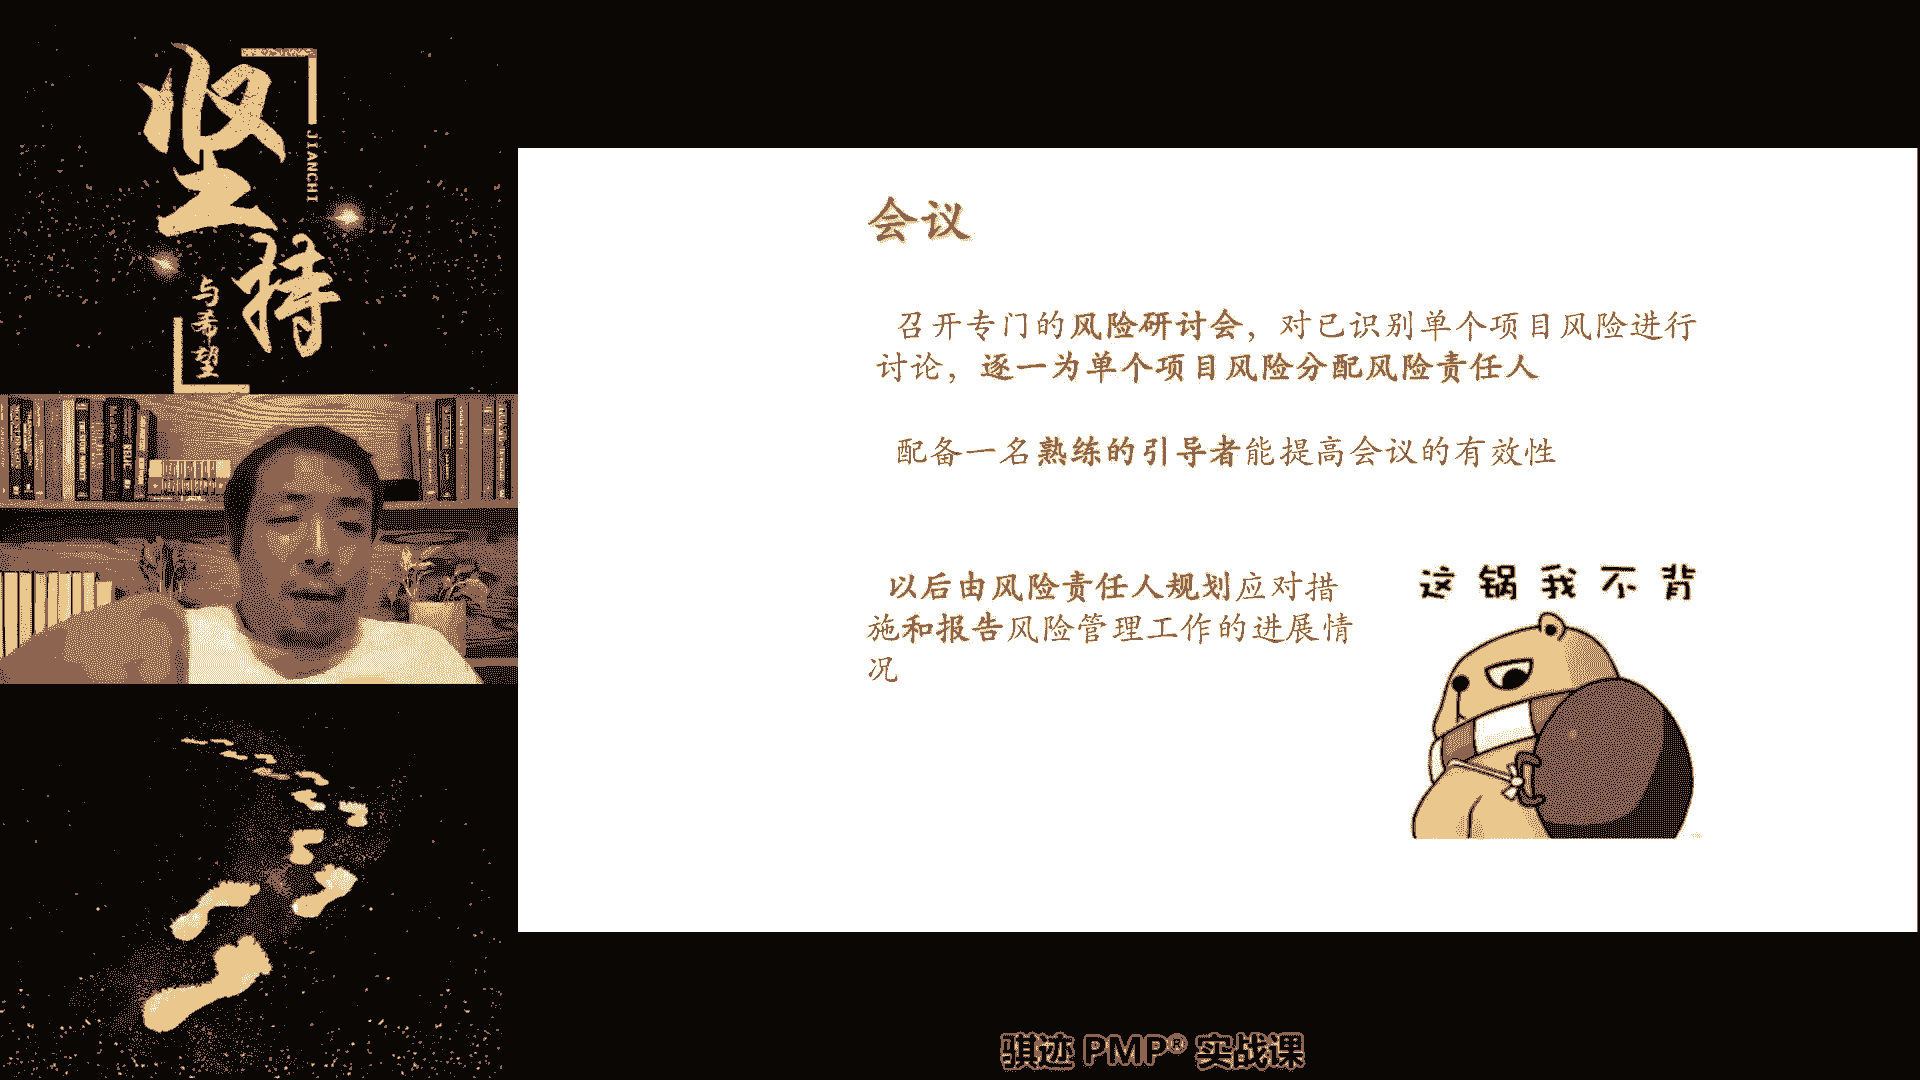 坚
JIANCHI
持
与希望
会议
召开专门的风险研讨会，对已识别单个项目风险进行
讨论，逐一为单个项目风险分配风险责任人
配备一名熟练的引导者能提高会议的有效性
以后由风险责任人规划应对措
施和报告风险管理工作的进展情
况
这锅我不背
骐迹 PMP® 实战课